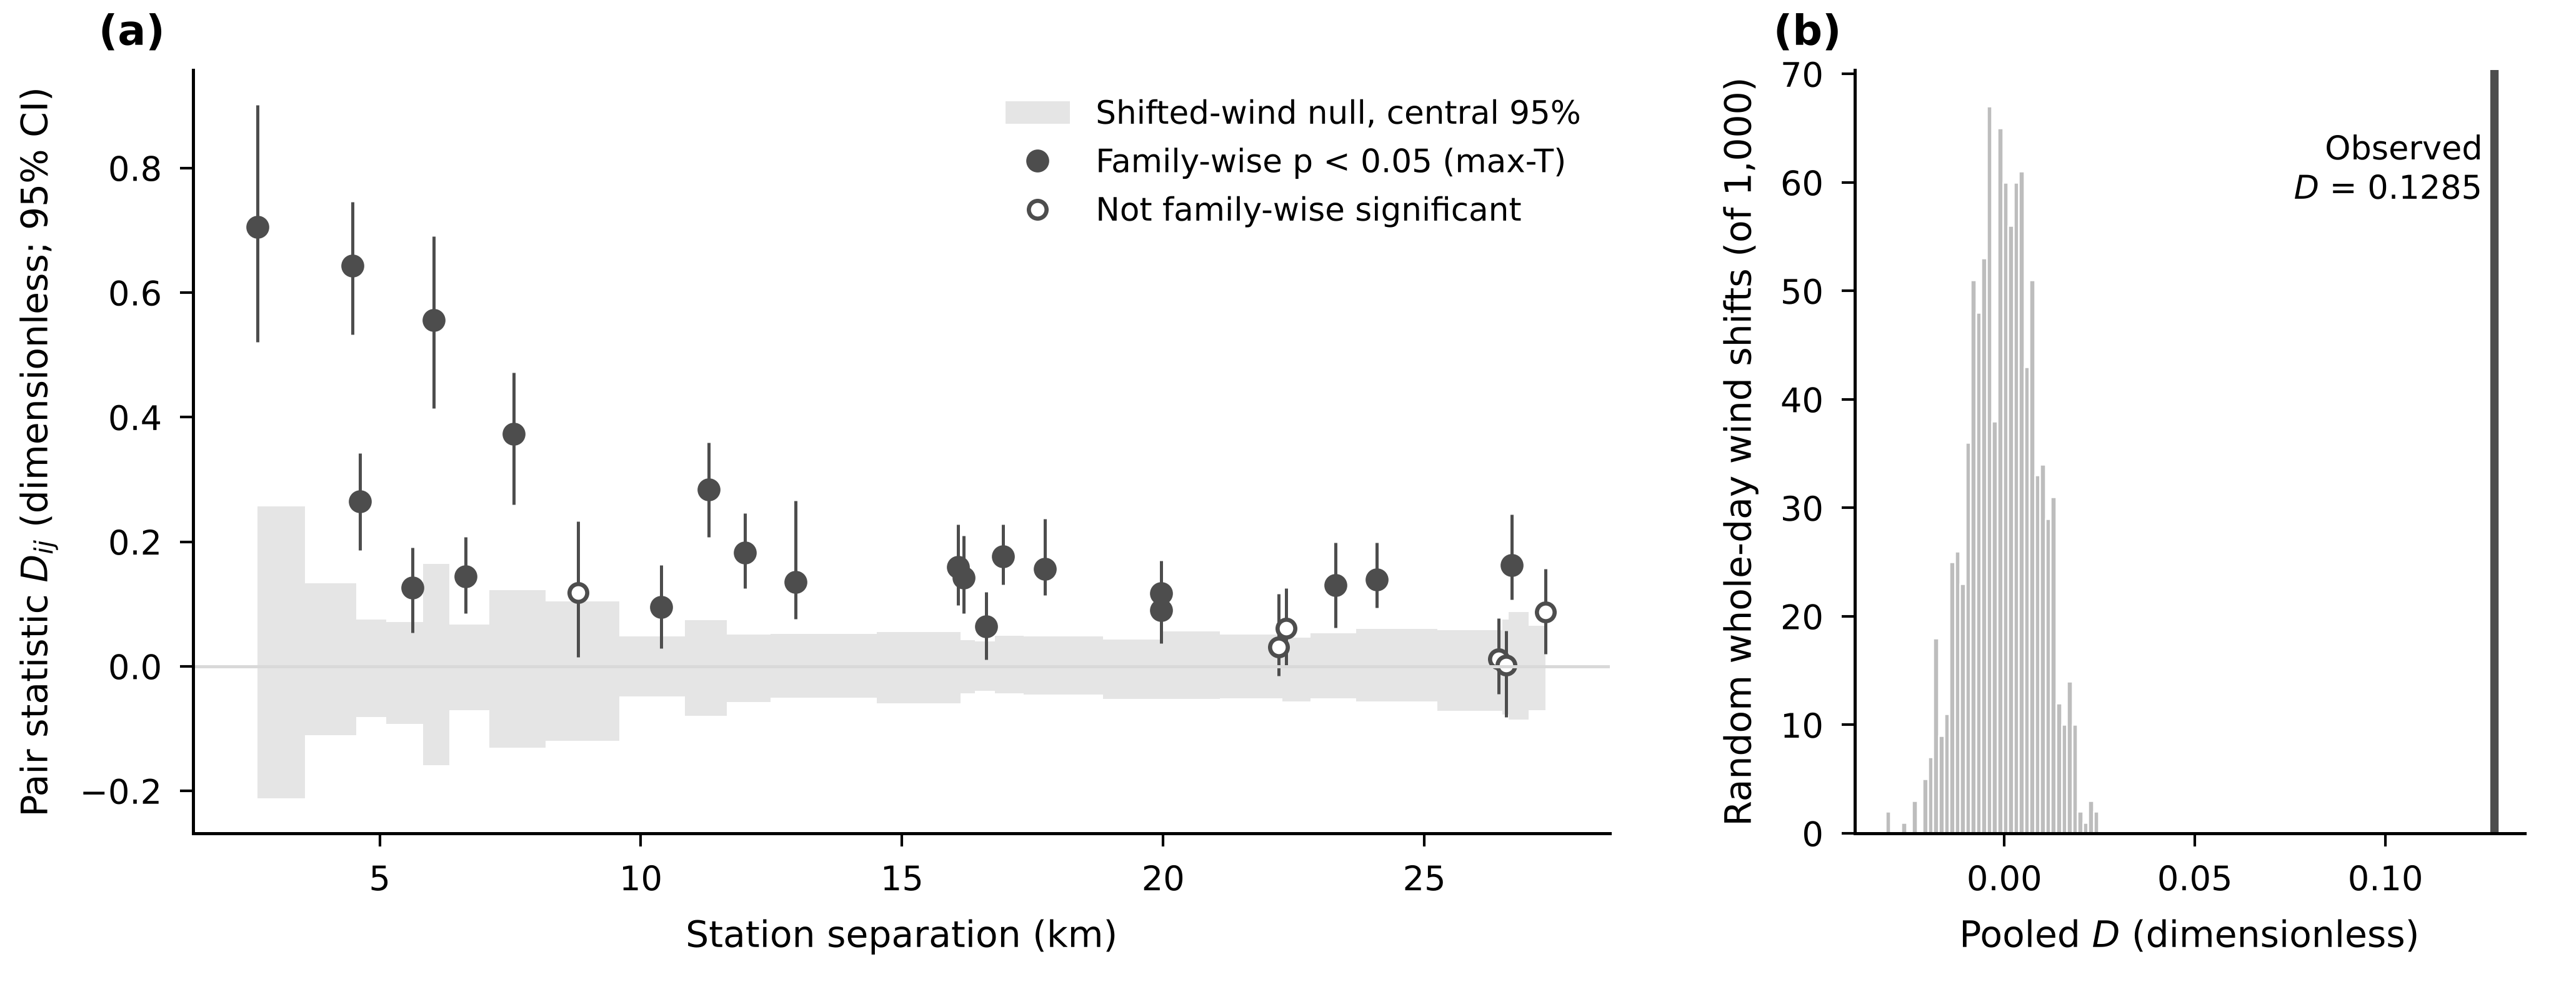 (a)
Pair statistic Dij (dimensionless; 95% CI)
0.8
0.6
0.4
0.2
0.0
−0.2
5
10
15
20
25
Station separation (km)
Shifted-wind null, central 95%
Family-wise p < 0.05 (max-T)
Not family-wise significant
(b)
Random whole-day wind shifts (of 1,000)
70
60
50
40
30
20
10
0
0.00
0.05
0.10
Pooled D (dimensionless)
Observed
D = 0.1285